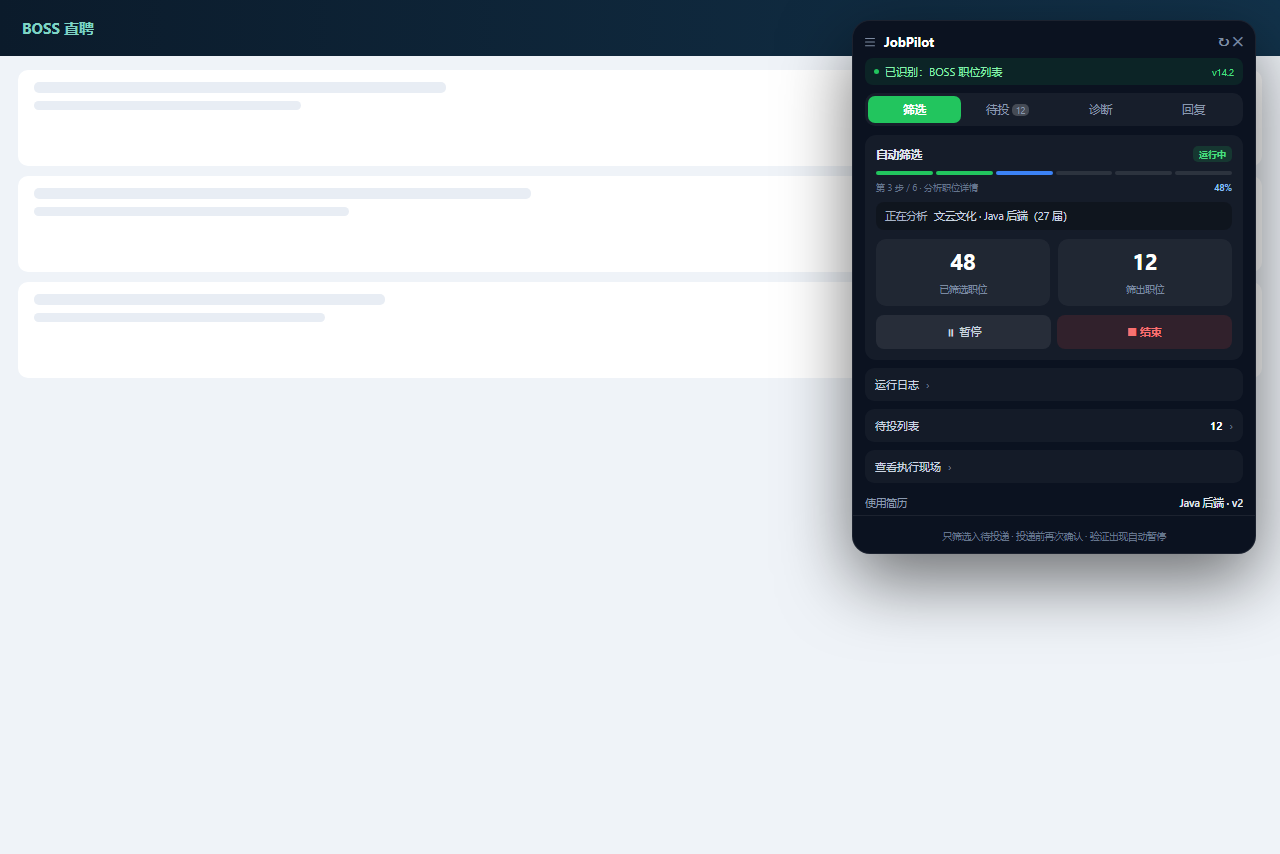 BOSS 直聘
☰ JobPilot ↻ ✕
已识别：BOSS 职位列表 v14.2
筛选 待投 12 诊断 回复
自动筛选 运行中
第 3 步 / 6 · 分析职位详情 48%
正在分析 文云文化 · Java 后端（27 届）
48 12
已筛选职位 筛出职位
⏸ 暂停 ■ 结束
运行日志 ›
待投列表 12 ›
查看执行现场 ›
使用简历 Java 后端 · v2
只筛选入待投递 · 投递前再次确认 · 验证出现自动暂停